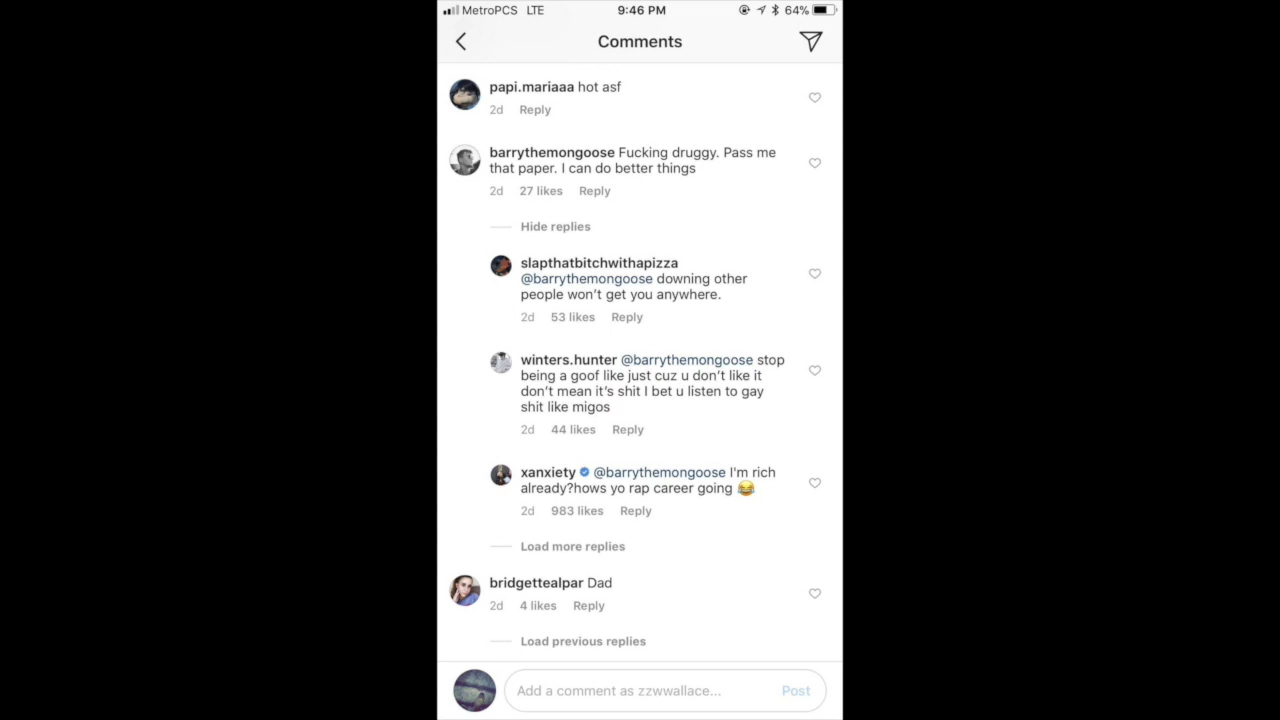 MetroPCS LTE 9:46 PM 64%
Comments
papi.mariaaa hot asf
2d Reply
barrythemongoose Fucking druggy. Pass me
that paper. I can do better things
2d 27 likes Reply
Hide replies
slapthatbitchwithapizza
@barrythemongoose downing other
people won't get you anywhere.
2d 53 likes Reply
winters.hunter @barrythemongoose stop
being a goof like just cuz u don't like it
don't mean it's shit I bet u listen to gay
shit like migos
2d 44 likes Reply
xanxiety @barrythemongoose I'm rich
already?hows yo rap career going 😂
2d 983 likes Reply
Load more replies
bridgettealpar Dad
2d 4 likes Reply
Load previous replies
Add a comment as zzwwallace... Post